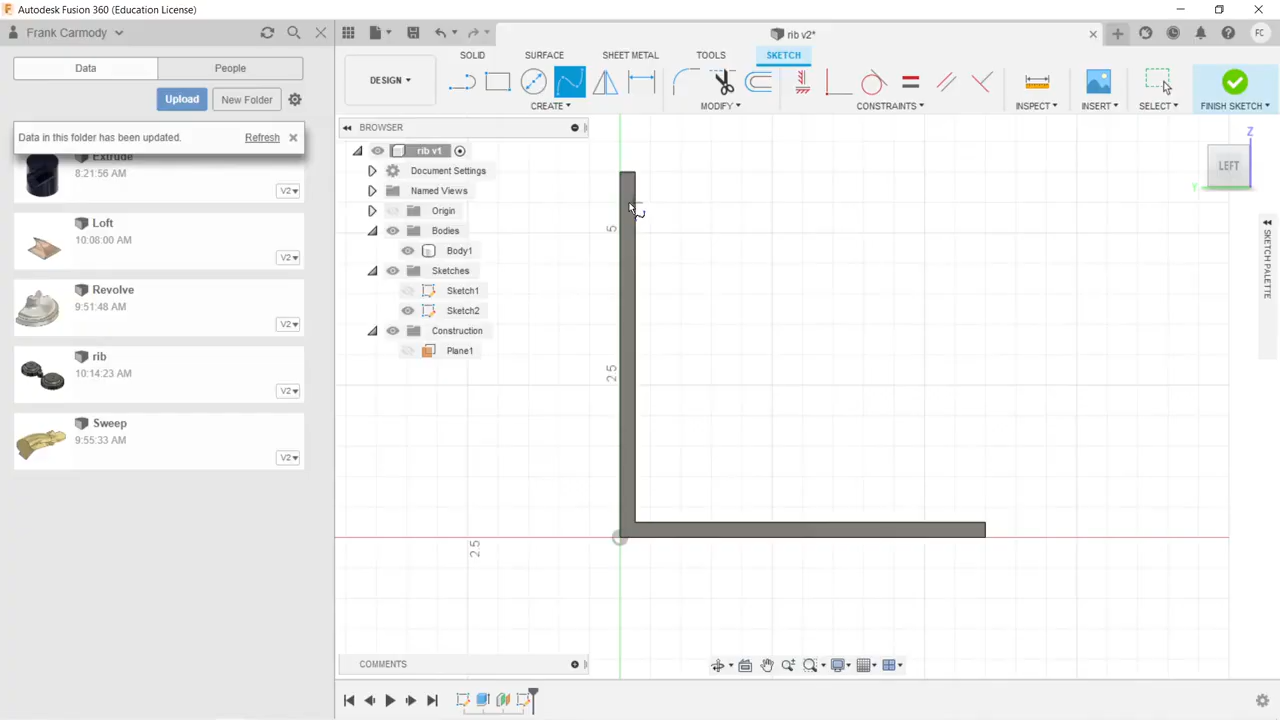 Autodesk Fusion 360 (Education License)
Frank Carmody
rib v2*
FC
Data
People
Upload
New Folder
Data in this folder has been updated.
Refresh
Extrude
8:21:56 AM
V2
Loft
10:08:00 AM
V2
Revolve
9:51:48 AM
V2
rib
10:14:23 AM
V2
Sweep
9:55:33 AM
V2
DESIGN
SOLID
SURFACE
SHEET METAL
TOOLS
SKETCH
CREATE
MODIFY
CONSTRAINTS
INSPECT
INSERT
SELECT
FINISH SKETCH
BROWSER
rib v1
Document Settings
Named Views
Origin
Bodies
Body1
Sketches
Sketch1
Sketch2
Construction
Plane1
5
2.5
2.5
Z
LEFT
Y
SKETCH PALETTE
COMMENTS